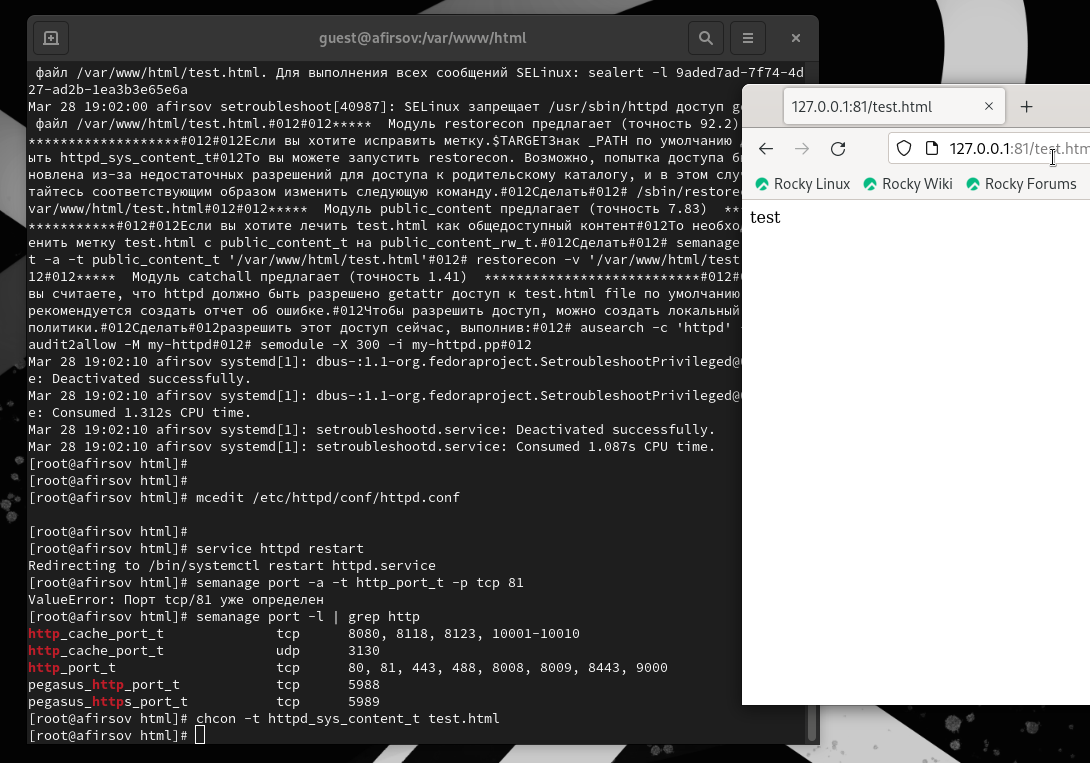 guest@afirsov:/var/www/html
файл /var/www/html/test.html. Для выполнения всех сообщений SELinux: sealert -l 9aded7ad-7f74-4d
27-ad2b-1ea3b3e65e6a
Mar 28 19:02:00 afirsov setroubleshoot[40987]: SELinux запрещает /usr/sbin/httpd доступ
файл /var/www/html/test.html.#012#012***** Модуль restorecon предлагает (точность 92.2)
*******************#012#012Если вы хотите исправить метку.$TARGETЗнак _PATH по умолчанию
ыть httpd_sys_content_t#012То вы можете запустить restorecon. Возможно, попытка доступа
новлена из-за недостаточных разрешений для доступа к родительскому каталогу, и в этом
тайтесь соответствующим образом изменить следующую команду.#012Сделать#012# /sbin/restore
var/www/html/test.html#012#012***** Модуль public_content предлагает (точность 7.83) **
***********#012#012Если вы хотите лечить test.html как общедоступный контент#012То необхо
енить метку test.html с public_content_t на public_content_rw_t.#012Сделать#012# semanage
t -a -t public_content_t '/var/www/html/test.html'#012# restorecon -v '/var/www/html/test
12#012***** Модуль catchall предлагает (точность 1.41) ***************************#012#
вы считаете, что httpd должно быть разрешено getattr доступ к test.html file по умолчанию
рекомендуется создать отчет об ошибке.#012Чтобы разрешить доступ, можно создать локальный
политики.#012Сделать#012разрешить этот доступ сейчас, выполнив:#012# ausearch -c 'httpd'
audit2allow -M my-httpd#012# semodule -X 300 -i my-httpd.pp#012
Mar 28 19:02:10 afirsov systemd[1]: dbus-:1.1-org.fedoraproject.SetroubleshootPrivileged@
e: Deactivated successfully.
Mar 28 19:02:10 afirsov systemd[1]: dbus-:1.1-org.fedoraproject.SetroubleshootPrivileged@
e: Consumed 1.312s CPU time.
Mar 28 19:02:10 afirsov systemd[1]: setroubleshootd.service: Deactivated successfully.
Mar 28 19:02:10 afirsov systemd[1]: setroubleshootd.service: Consumed 1.087s CPU time.
[root@afirsov html]#
[root@afirsov html]#
[root@afirsov html]# mcedit /etc/httpd/conf/httpd.conf
[root@afirsov html]#
[root@afirsov html]# service httpd restart
Redirecting to /bin/systemctl restart httpd.service
[root@afirsov html]# semanage port -a -t http_port_t -p tcp 81
ValueError: Порт tcp/81 уже определен
[root@afirsov html]# semanage port -l | grep http
http_cache_port_t tcp 8080, 8118, 8123, 10001-10010
http_cache_port_t udp 3130
http_port_t tcp 80, 81, 443, 488, 8008, 8009, 8443, 9000
pegasus_http_port_t tcp 5988
pegasus_https_port_t tcp 5989
[root@afirsov html]# chcon -t httpd_sys_content_t test.html
[root@afirsov html]#
127.0.0.1:81/test.html
127.0.0.1:81/test.htm
Rocky Linux Rocky Wiki Rocky Forums
test